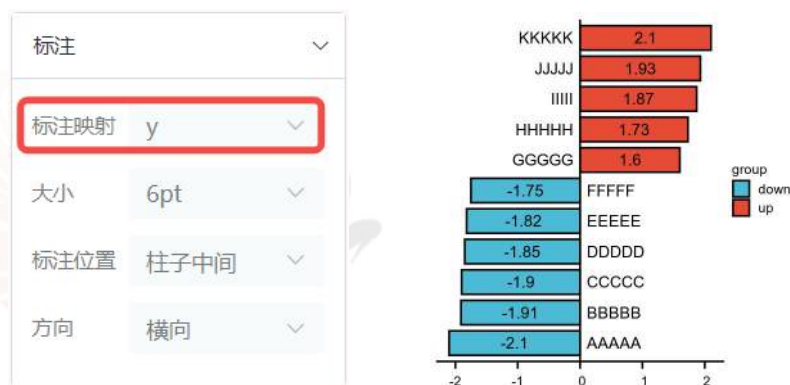 标注
标注映射 y
大小 6pt
标注位置 柱子中间
方向 横向
KKKKK 2.1
JJJJJ 1.93
IIIII 1.87
HHHHH 1.73
GGGGG 1.6
-1.75 FFFFF
-1.82 EEEEE
-1.85 DDDDD
-1.9 CCCCC
-1.91 BBBBB
-2.1 AAAAA
-2 -1 0 1 2
group
down
up